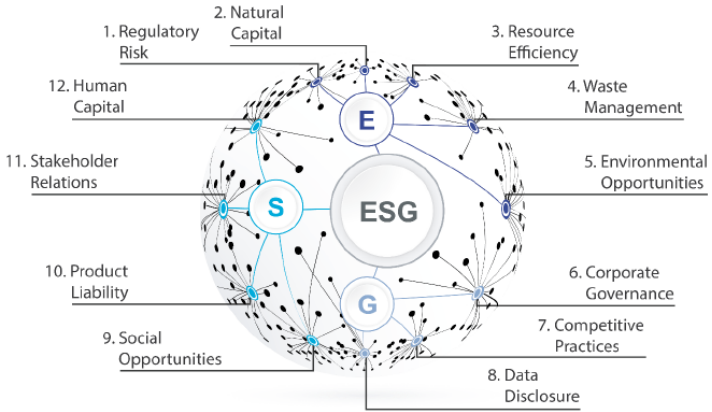 1. Regulatory
Risk
2. Natural
Capital
3. Resource
Efficiency
4. Waste
Management
5. Environmental
Opportunities
6. Corporate
Governance
7. Competitive
Practices
8. Data
Disclosure
9. Social
Opportunities
10. Product
Liability
11. Stakeholder
Relations
12. Human
Capital
E
S
ESG
G